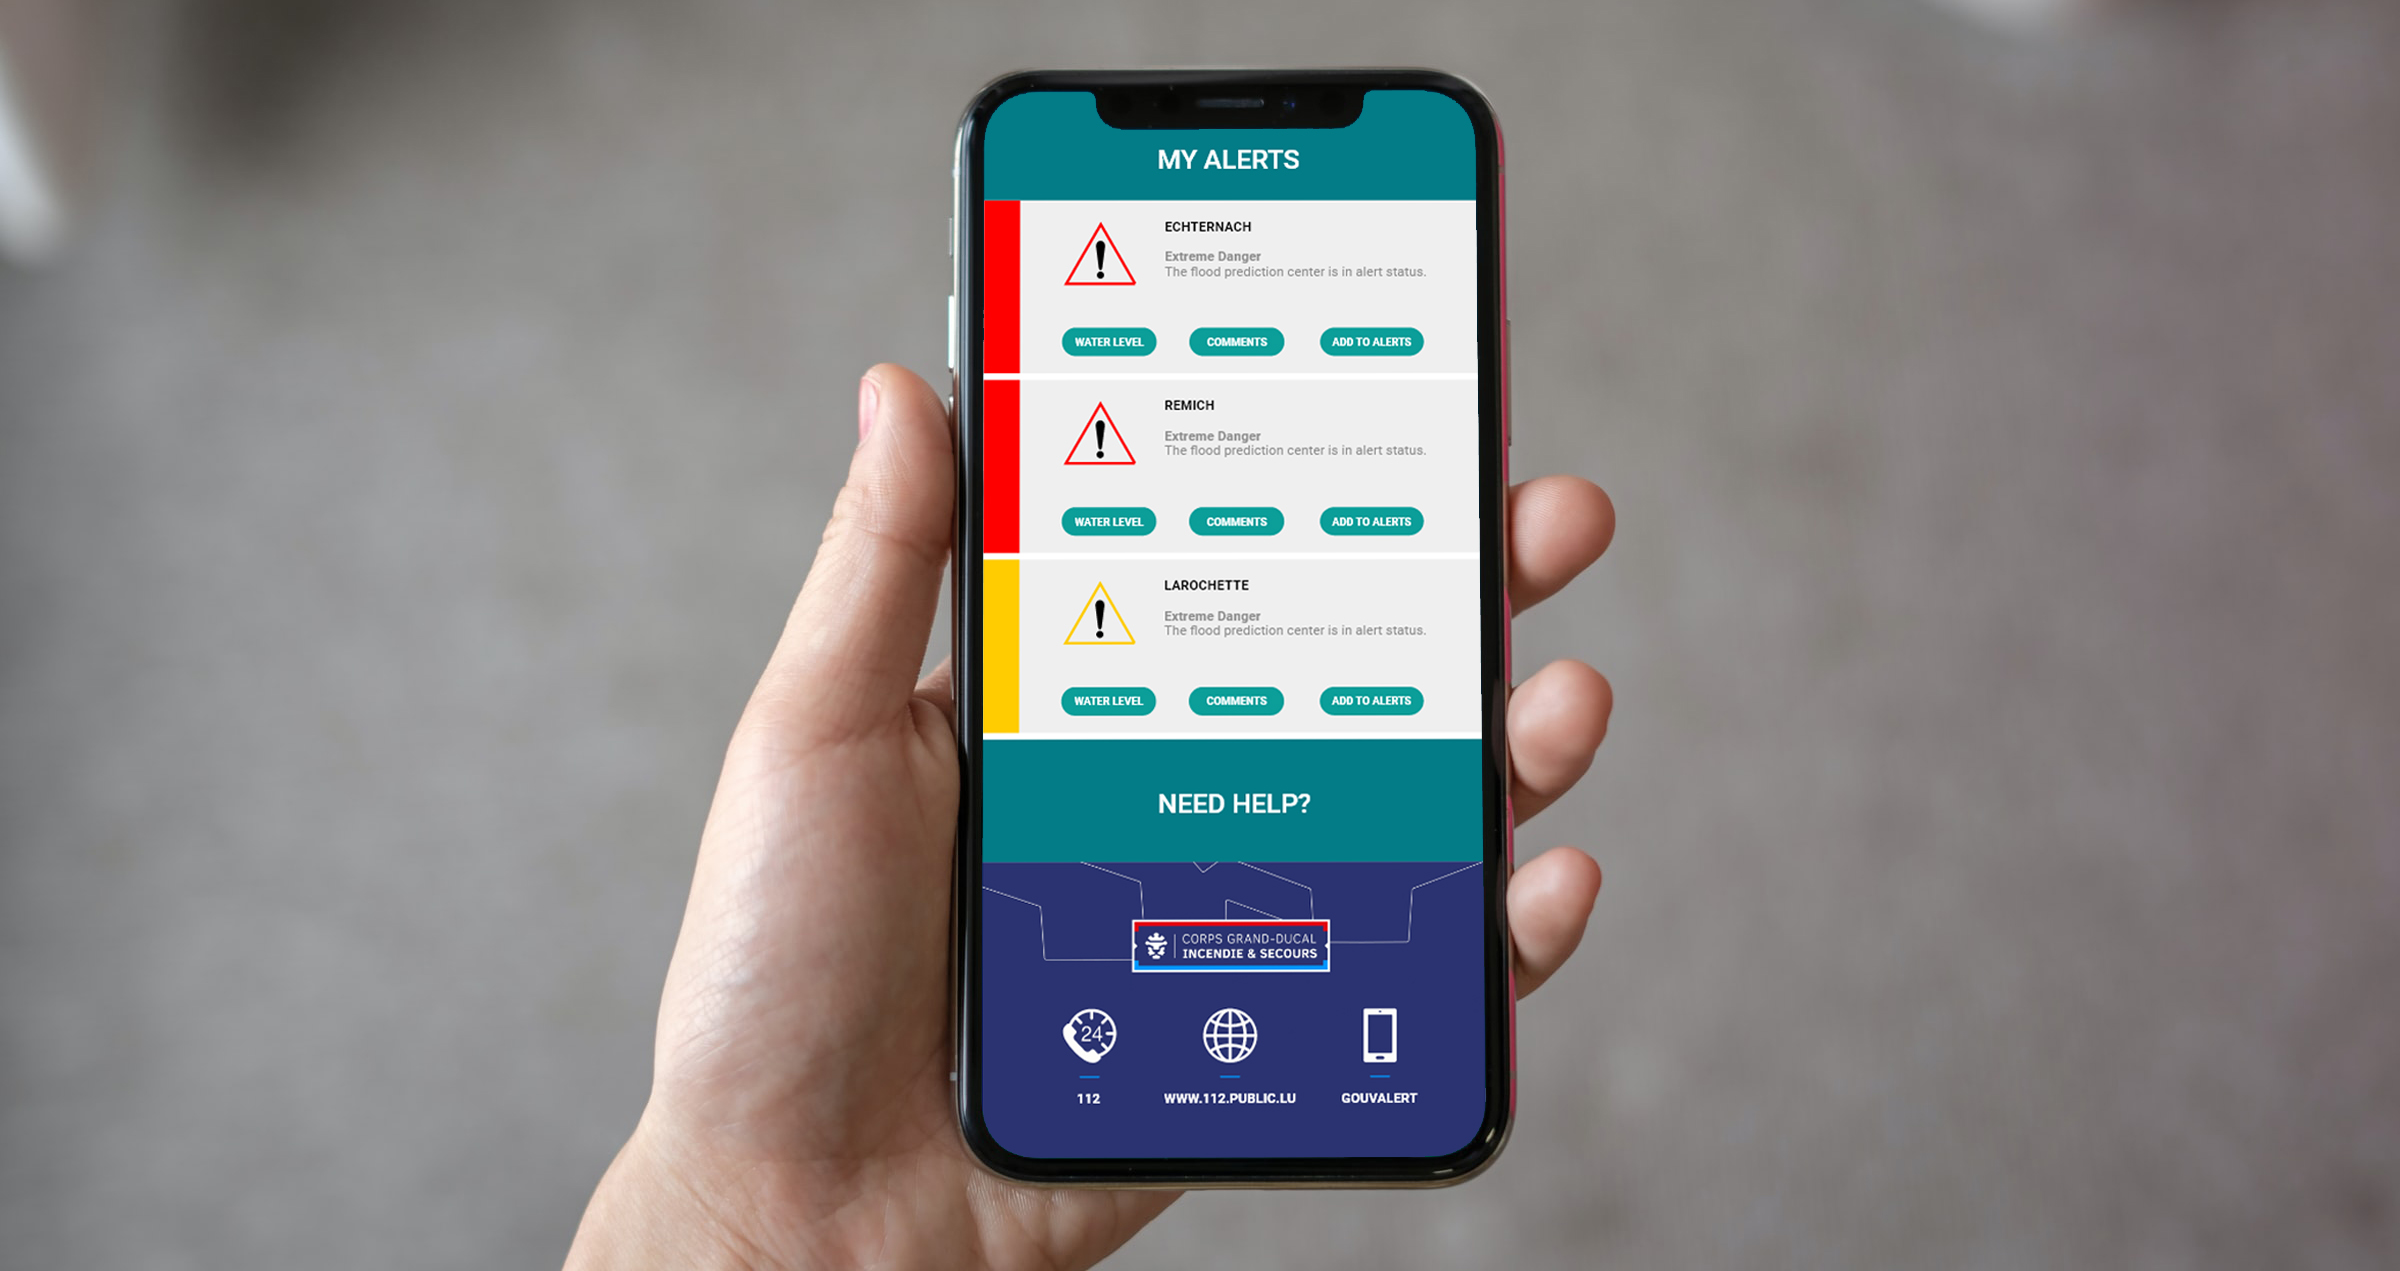 MY ALERTS
ECHTERNACH
Extreme Danger
The flood prediction center is in alert status.
WATER LEVEL COMMENTS ADD TO ALERTS
REMICH
Extreme Danger
The flood prediction center is in alert status.
WATER LEVEL COMMENTS ADD TO ALERTS
LAROCHETTE
Extreme Danger
The flood prediction center is in alert status.
WATER LEVEL COMMENTS ADD TO ALERTS
NEED HELP?
CORPS GRAND-DUCAL
INCENDIE & SECOURS
24
112 WWW.112.PUBLIC.LU GOUVALERT